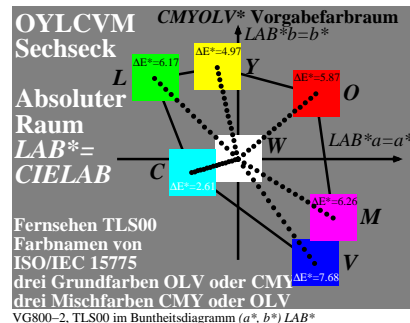 OYLCVM
Sechseck
CMYOLV* Vorgabefarbraum
LAB*b=b*
ΔE*=4.97
ΔE*=6.17
Y
L
ΔE*=5.87
O
Absoluter
Raum
LAB*=
CIELAB
W
LAB*a=a*
C
ΔE*=2.61
ΔE*=6.26
M
ΔE*=7.68
V
Fernsehen TLS00
Farbnamen von
ISO/IEC 15775
drei Grundfarben OLV oder CMY
drei Mischfarben CMY oder OLV
VG800−2, TLS00 im Buntheitsdiagramm (a*, b*) LAB*